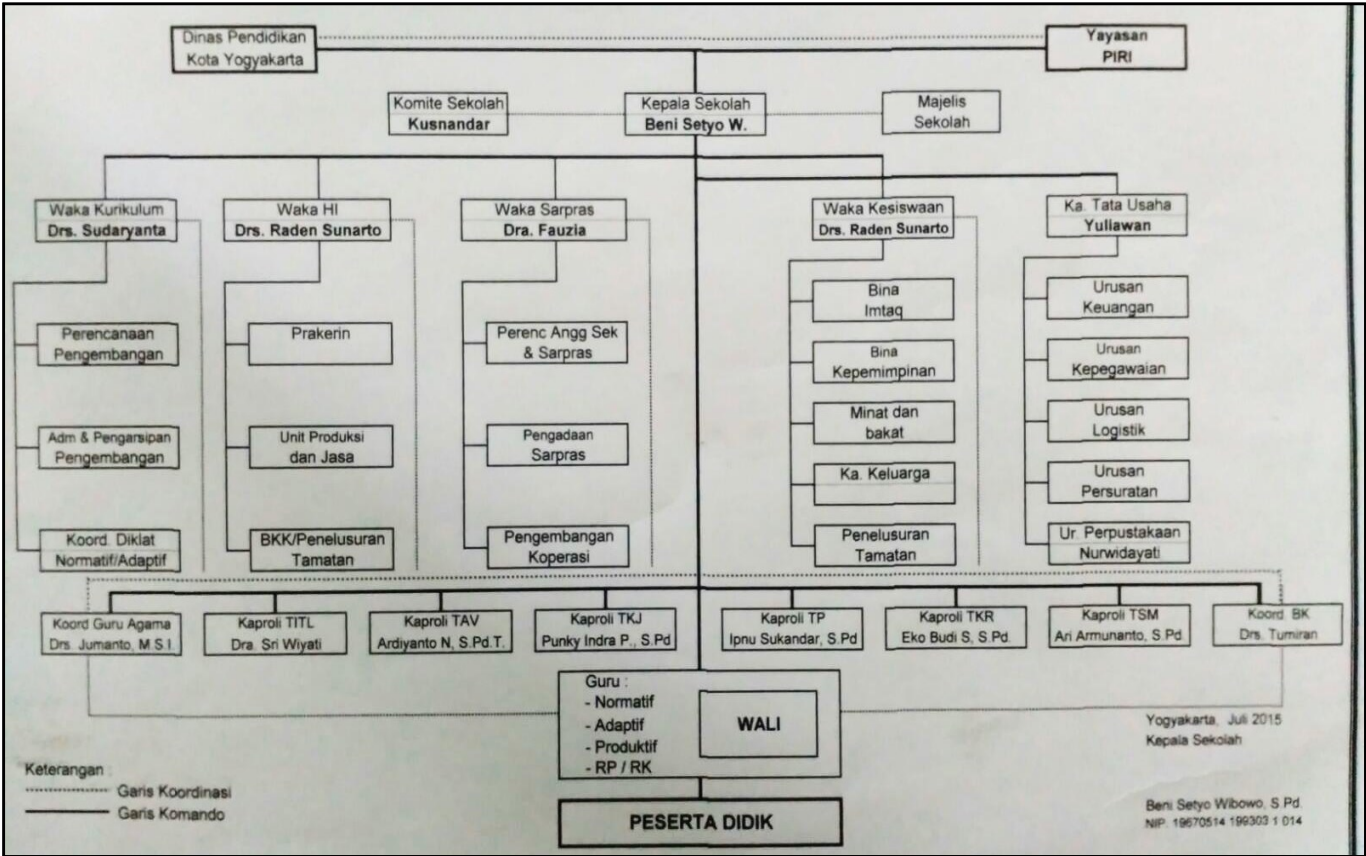 Dinas Pendidikan
Kota Yogyakarta
Yayasan
PIRI
Komite Sekolah
Kusnandar
Kepala Sekolah
Beni Setyo W.
Majelis
Sekolah
Waka Kurikulum
Drs. Sudaryanta
Waka HI
Drs. Raden Sunarto
Waka Sarpras
Dra. Fauzia
Waka Kesiswaan
Drs. Raden Sunarto
Ka. Tata Usaha
Yuliawan
Perencanaan
Pengembangan
Adm & Pengarsipan
Pengembangan
Koord. Diklat
Normatif/Adaptif
Prakerin
Unit Produksi
dan Jasa
BKK/Penelusuran
Tamatan
Perenc Angg Sek
& Sarpras
Pengadaan
Sarpras
Pengembangan
Koperasi
Bina
Imtaq
Bina
Kepemimpinan
Minat dan
bakat
Ka. Keluarga
Penelusuran
Tamatan
Urusan
Keuangan
Urusan
Kepegawaian
Urusan
Logistik
Urusan
Persuratan
Ur. Perpustakaan
Nurwidayati
Koord Guru Agama
Drs. Jumanto, M.S.I.
Kaproli TITL
Dra. Sri Wiyati
Kaproli TAV
Ardiyanto N, S.Pd.T.
Kaproli TKJ
Punky Indra P., S.Pd
Kaproli TP
Ipnu Sukandar, S.Pd
Kaproli TKR
Eko Budi S, S.Pd.
Kaproli TSM
Ari Armunanto, S.Pd
Koord. BK
Drs. Tumiran
Guru :
- Normatif
- Adaptif
- Produktif
- RP / RK
WALI
PESERTA DIDIK
Keterangan :
Garis Koordinasi
Garis Komando
Yogyakarta, Juli 2015
Kepala Sekolah
Beni Setyo Wibowo, S.Pd.
NIP. 19670514 199303 1 014